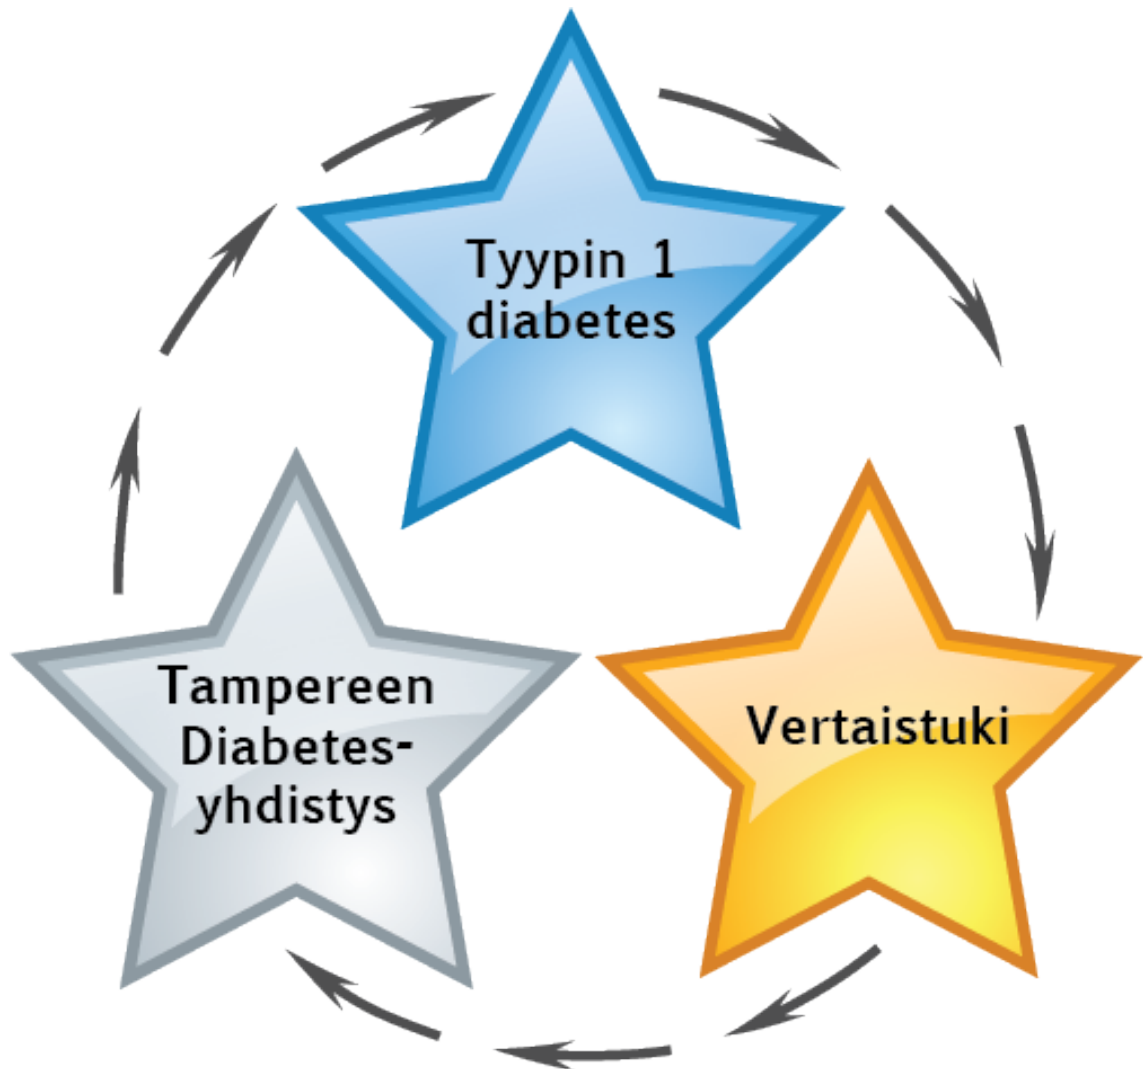 Tyypin 1
diabetes
Tampereen
Diabetes-
yhdistys
Vertaistuki